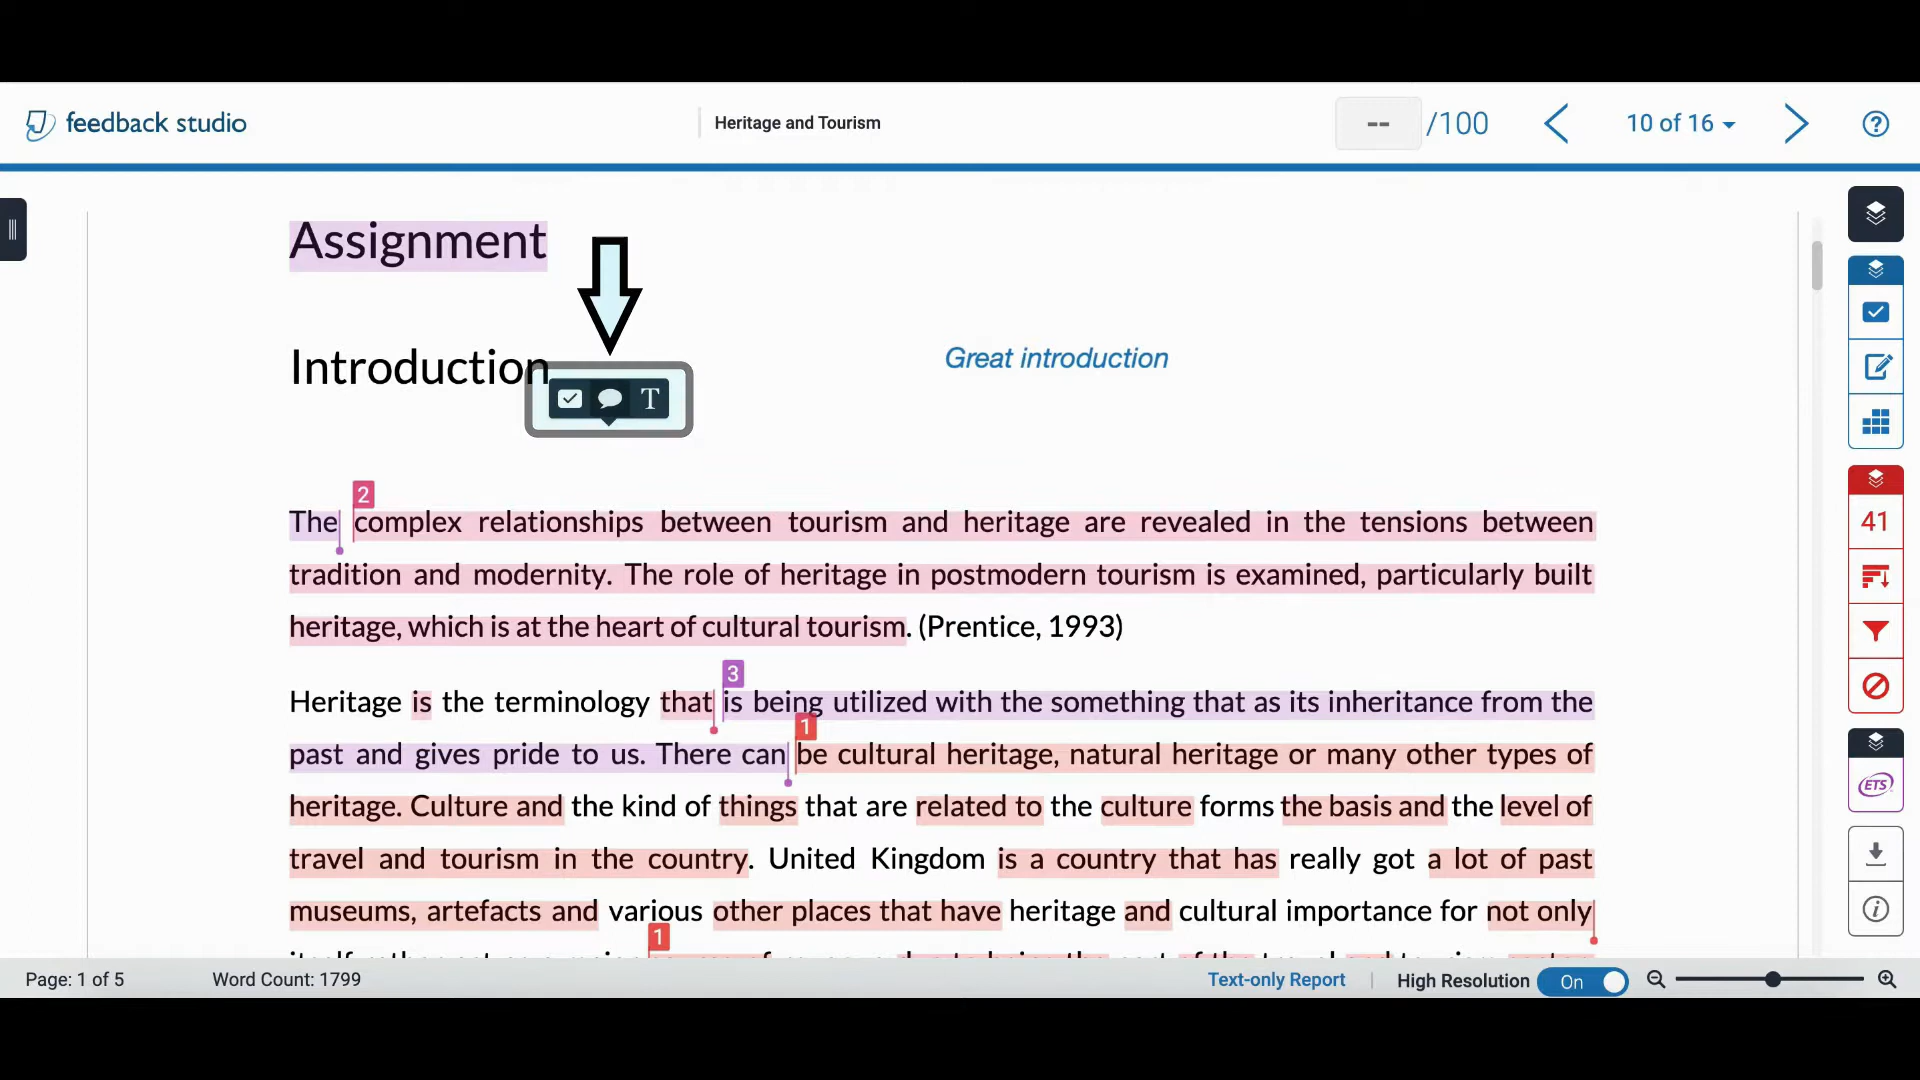 feedback studio
Heritage and Tourism
-- /100
10 of 16
Assignment
Introduction
Great introduction
T
2
The complex relationships between tourism and heritage are revealed in the tensions between
tradition and modernity. The role of heritage in postmodern tourism is examined, particularly built
heritage, which is at the heart of cultural tourism. (Prentice, 1993)
3
Heritage is the terminology that is being utilized with the something that as its inheritance from the
1
past and gives pride to us. There can be cultural heritage, natural heritage or many other types of
heritage. Culture and the kind of things that are related to the culture forms the basis and the level of
travel and tourism in the country. United Kingdom is a country that has really got a lot of past
museums, artefacts and various other places that have heritage and cultural importance for not only
1
41
ETS
Page: 1 of 5
Word Count: 1799
Text-only Report
High Resolution
On